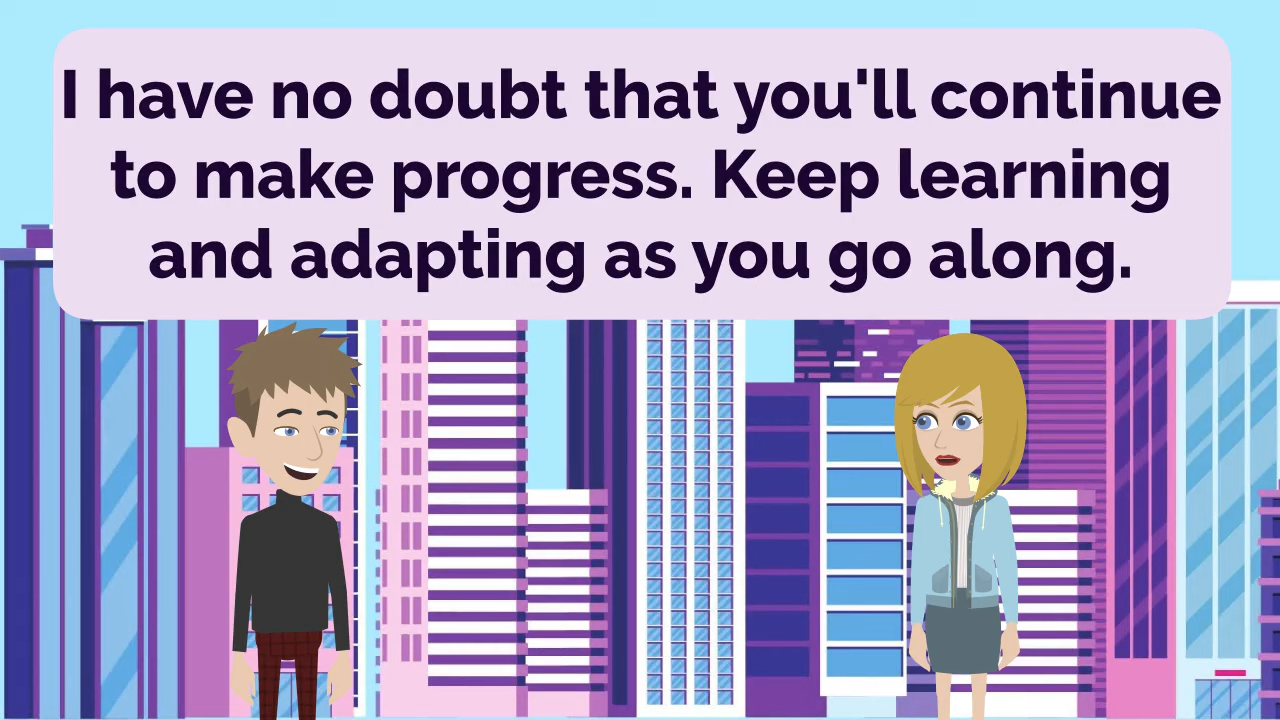 I have no doubt that you'll continue
to make progress. Keep learning
and adapting as you go along.